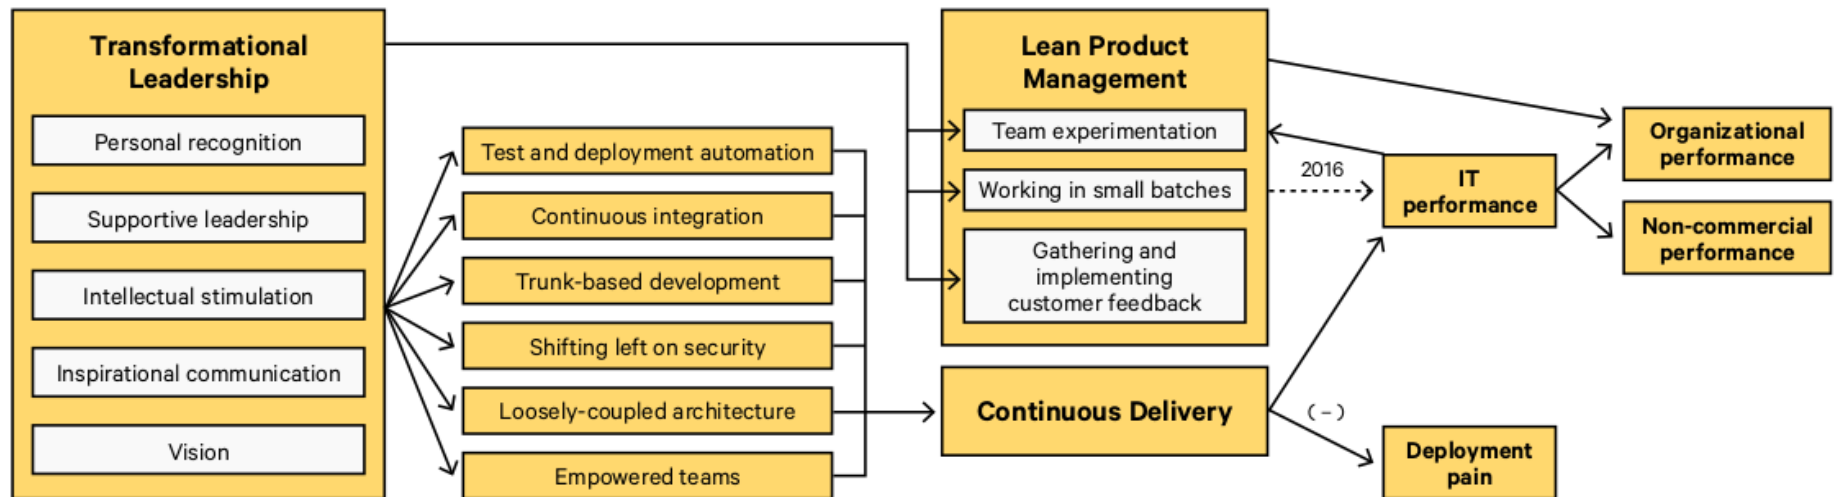 Transformational
Leadership
Personal recognition
Supportive leadership
Intellectual stimulation
Inspirational communication
Vision
Test and deployment automation
Continuous integration
Trunk-based development
Shifting left on security
Loosely-coupled architecture
Empowered teams
Lean Product
Management
Team experimentation
Working in small batches
Gathering and
implementing
customer feedback
Continuous Delivery
2016
(-)
IT
performance
Deployment
pain
Organizational
performance
Non-commercial
performance